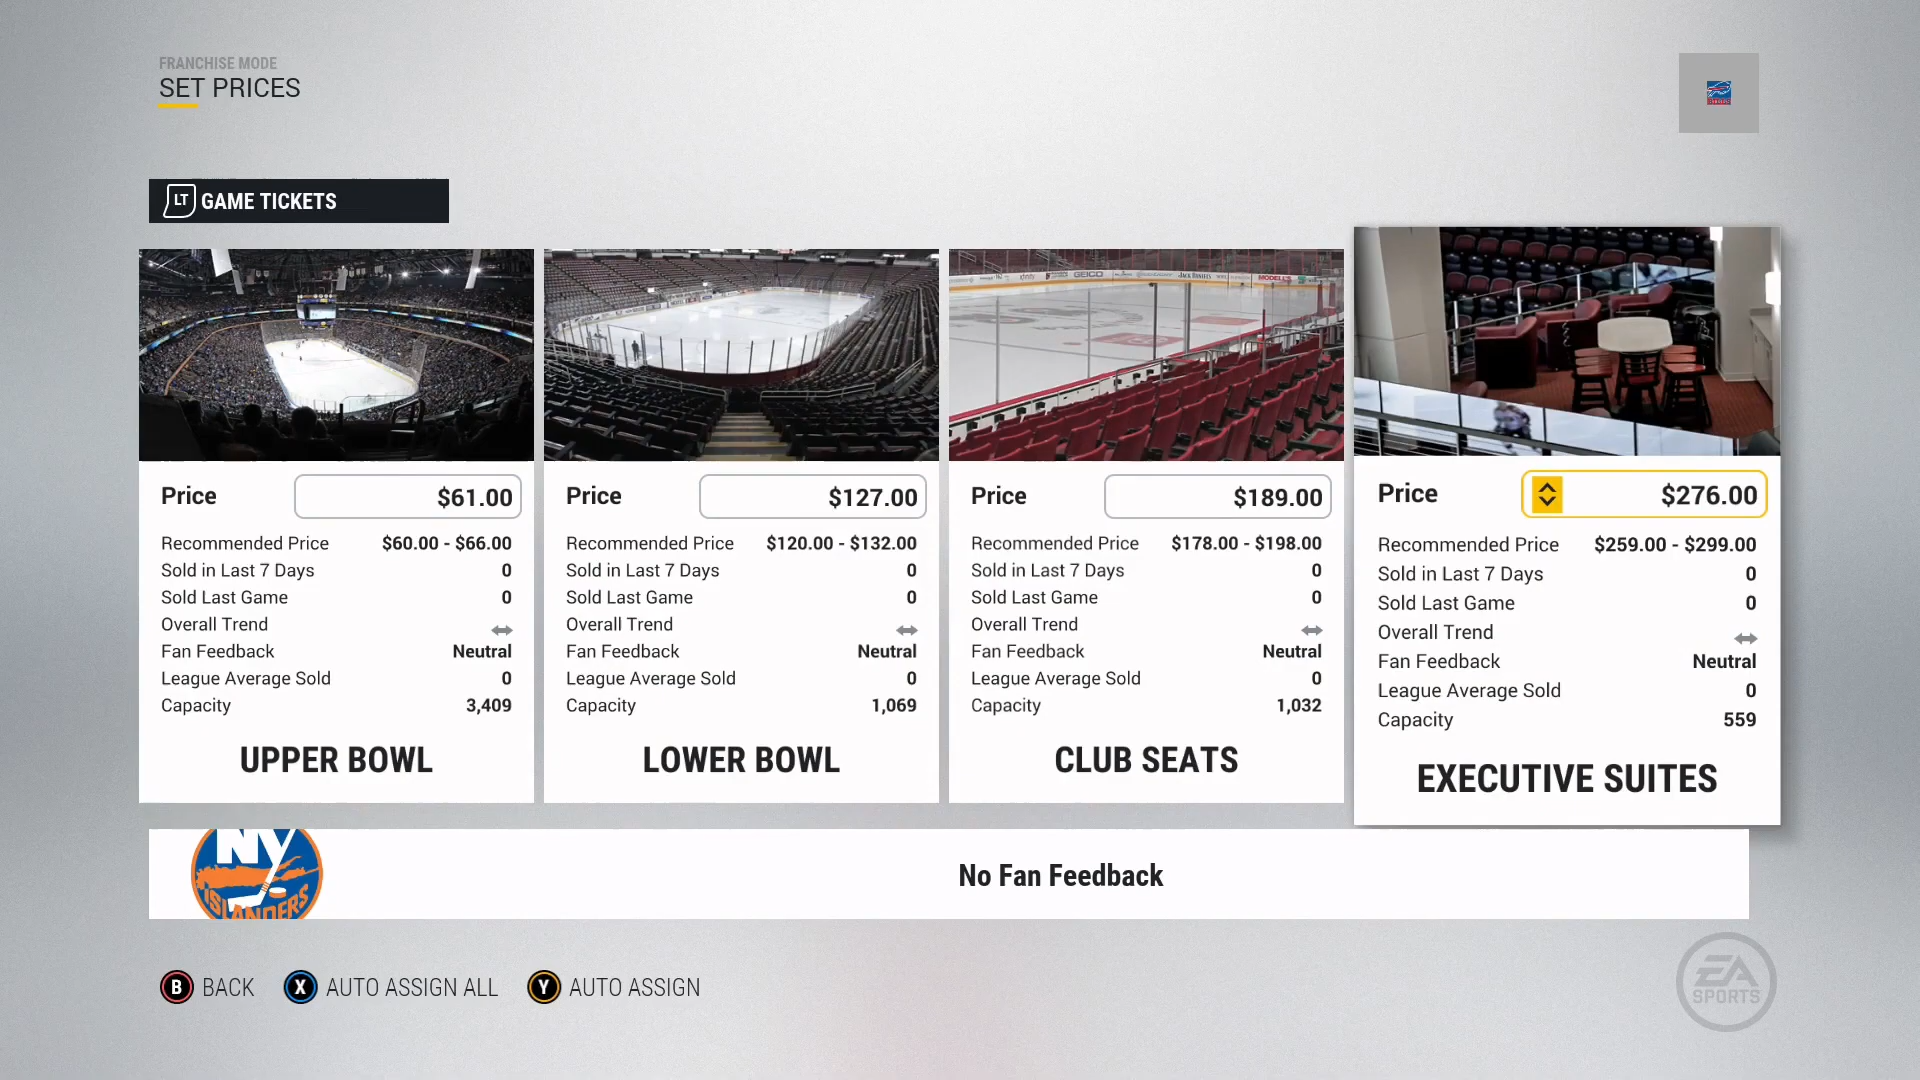 FRANCHISE MODE
SET PRICES
LT GAME TICKETS
Price $61.00
Recommended Price $60.00 - $66.00
Sold in Last 7 Days 0
Sold Last Game 0
Overall Trend
Fan Feedback Neutral
League Average Sold 0
Capacity 3,409
UPPER BOWL
Price $127.00
Recommended Price $120.00 - $132.00
Sold in Last 7 Days 0
Sold Last Game 0
Overall Trend
Fan Feedback Neutral
League Average Sold 0
Capacity 1,069
LOWER BOWL
GEICO
Price $189.00
Recommended Price $178.00 - $198.00
Sold in Last 7 Days 0
Sold Last Game 0
Overall Trend
Fan Feedback Neutral
League Average Sold 0
Capacity 1,032
CLUB SEATS
Price $276.00
Recommended Price $259.00 - $299.00
Sold in Last 7 Days 0
Sold Last Game 0
Overall Trend
Fan Feedback Neutral
League Average Sold 0
Capacity 559
EXECUTIVE SUITES
NY
ISLANDERS
No Fan Feedback
B BACK X AUTO ASSIGN ALL Y AUTO ASSIGN
EA
SPORTS